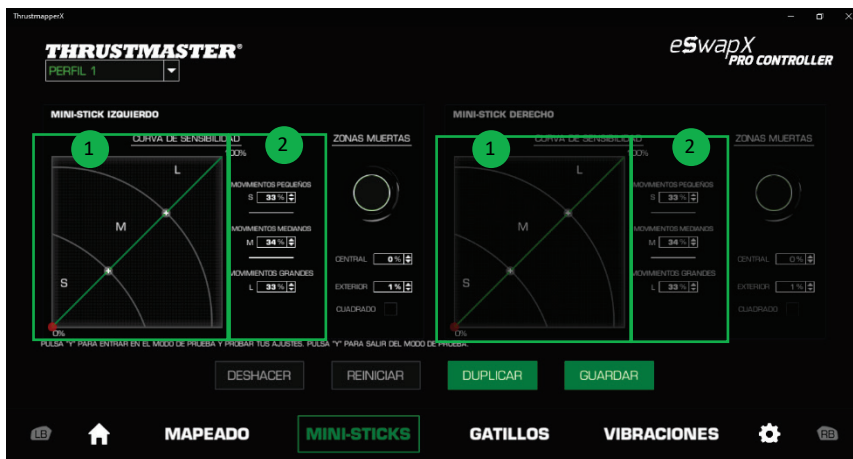 ThrustmapperX
THRUSTMASTER®
eSwapX
PRO CONTROLLER
PERFIL 1
MINI-STICK IZQUIERDO
1
CURVA DE SENSIBILIDAD
2
ZONAS MUERTAS
100%
L
M
S
0%
MOVIMIENTOS PEQUEÑOS
S 33 %
MOVIMIENTOS MEDIANOS
M 34 %
MOVIMIENTOS GRANDES
L 33 %
CENTRAL 0 %
EXTERIOR 1 %
CUADRADO
MINI-STICK DERECHO
1
CURVA DE SENSIBILIDAD
2
ZONAS MUERTAS
100%
L
M
S
0%
MOVIMIENTOS PEQUEÑOS
S 33 %
MOVIMIENTOS MEDIANOS
M 34 %
MOVIMIENTOS GRANDES
L 33 %
CENTRAL 0 %
EXTERIOR 1 %
CUADRADO
PULSA "Y" PARA ENTRAR EN EL MODO DE PRUEBA Y PROBAR TUS AJUSTES. PULSA "Y" PARA SALIR DEL MODO DE PRUEBA.
DESHACER
REINICIAR
DUPLICAR
GUARDAR
LB
MAPEADO
MINI-STICKS
GATILLOS
VIBRACIONES
RB